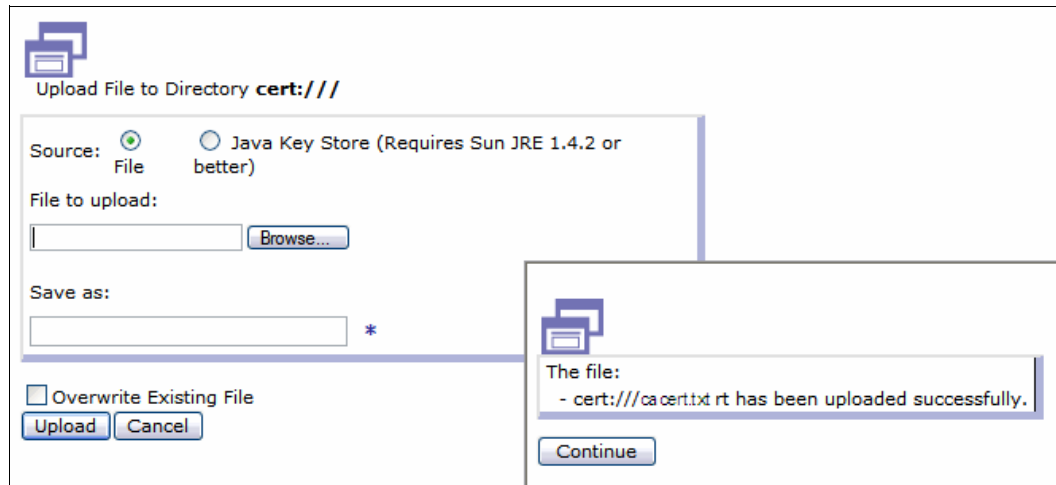 Upload File to Directory cert:///
Source: File Java Key Store (Requires Sun JRE 1.4.2 or
better)
File to upload:
Browse...
Save as:
*
Overwrite Existing File
Upload Cancel
The file:
- cert:///cacert.txt rt has been uploaded successfully.
Continue